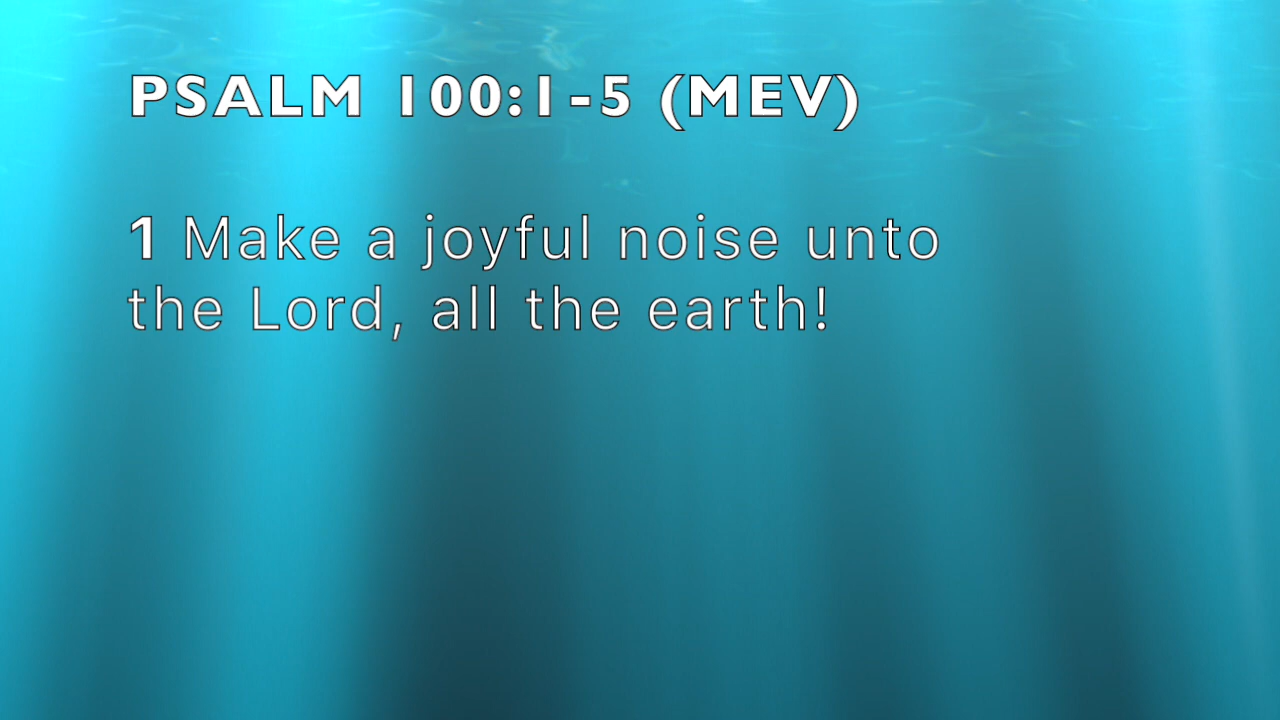 PSALM 100:1-5 (MEV)
1 Make a joyful noise unto
the Lord, all the earth!